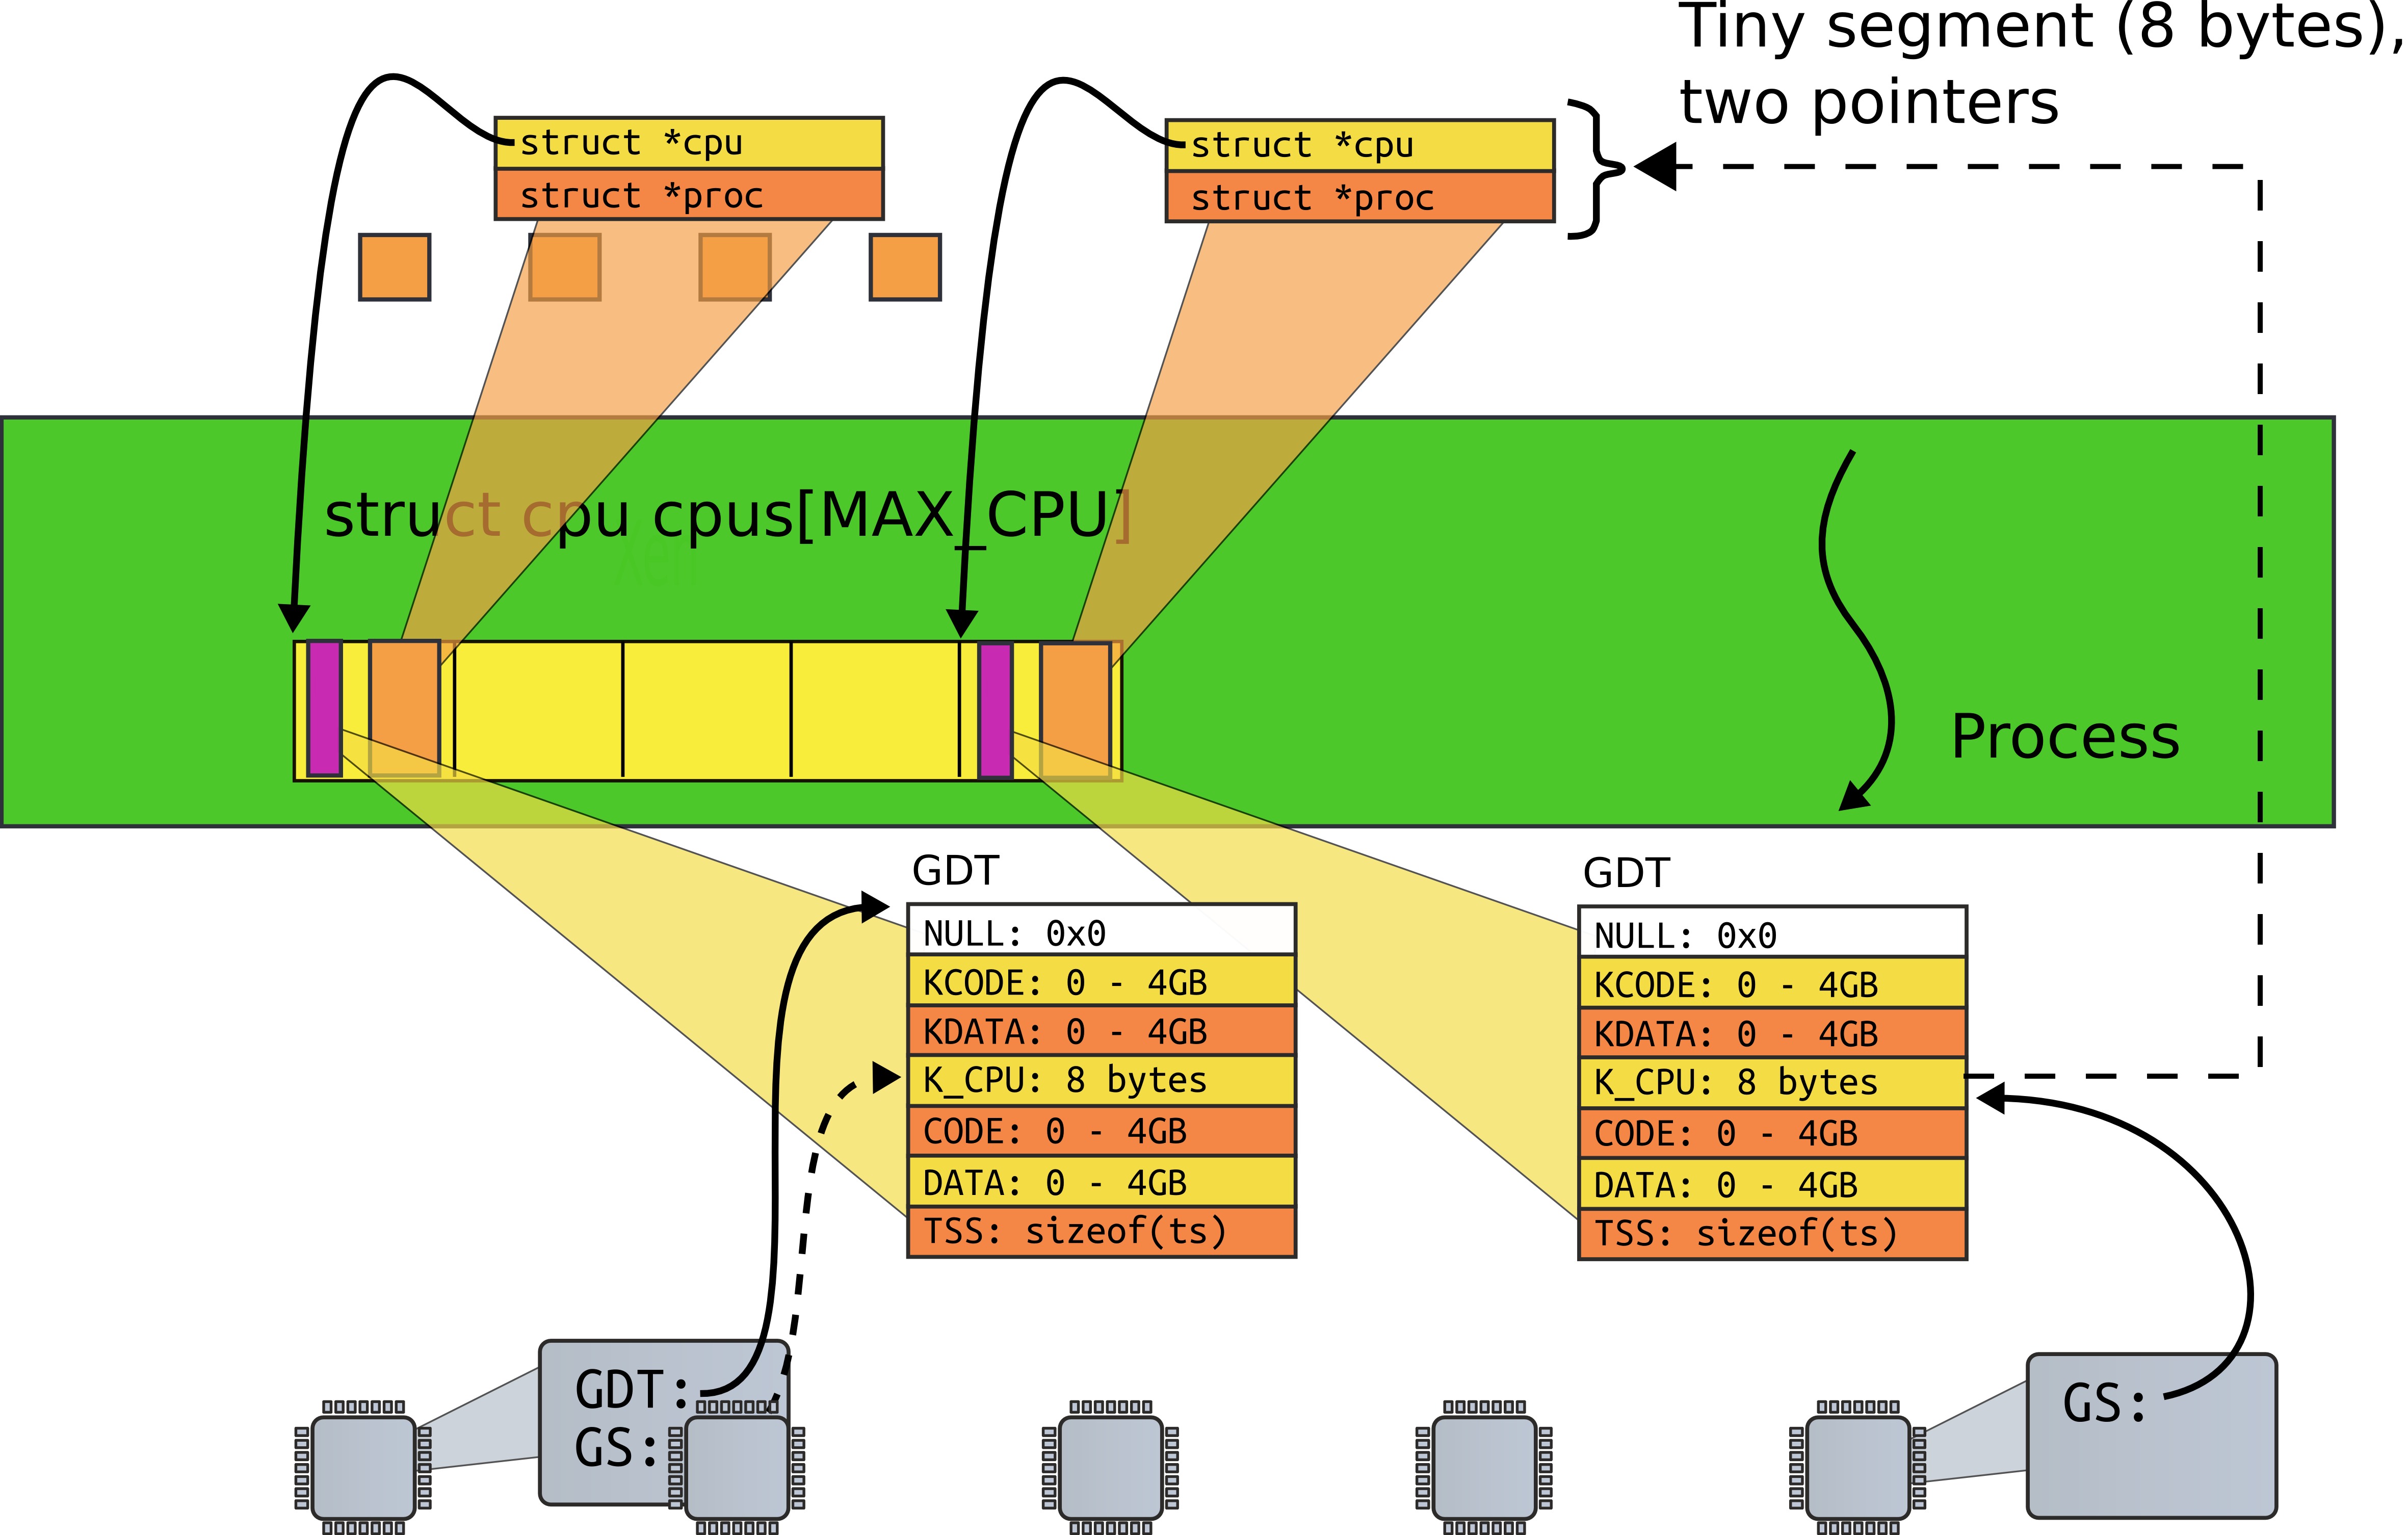 Tiny segment (8 bytes),
two pointers
struct *cpu
struct *proc
struct *cpu
struct *proc
struct cpu cpus[MAX_CPU]
Process
GDT
NULL: 0x0
KCODE: 0 - 4GB
KDATA: 0 - 4GB
K_CPU: 8 bytes
CODE: 0 - 4GB
DATA: 0 - 4GB
TSS: sizeof(ts)
GDT
NULL: 0x0
KCODE: 0 - 4GB
KDATA: 0 - 4GB
K_CPU: 8 bytes
CODE: 0 - 4GB
DATA: 0 - 4GB
TSS: sizeof(ts)
GDT:
GS:
GS: